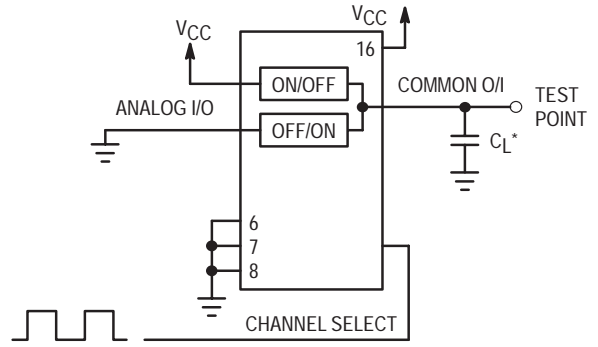 VCC
VCC
16
ON/OFF
COMMON O/I
TEST
POINT
ANALOG I/O
OFF/ON
CL*
6
7
8
CHANNEL SELECT